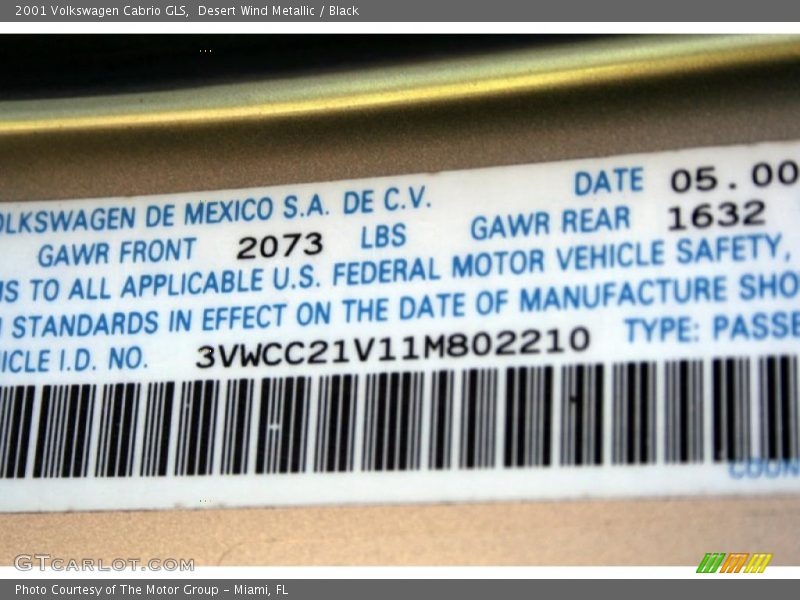 2001 Volkswagen Cabrio GLS,  Desert Wind Metallic / Black
OLKSWAGEN DE MEXICO S.A. DE C.V. DATE 05.00
GAWR FRONT 2073 LBS GAWR REAR 1632
TO ALL APPLICABLE U.S. FEDERAL MOTOR VEHICLE SAFETY,
STANDARDS IN EFFECT ON THE DATE OF MANUFACTURE SHO
ICLE I.D. NO. 3VWCC21V11M802210 TYPE: PASSE
COUN
GTCARLOT.COM
Photo Courtesy of The Motor Group - Miami, FL